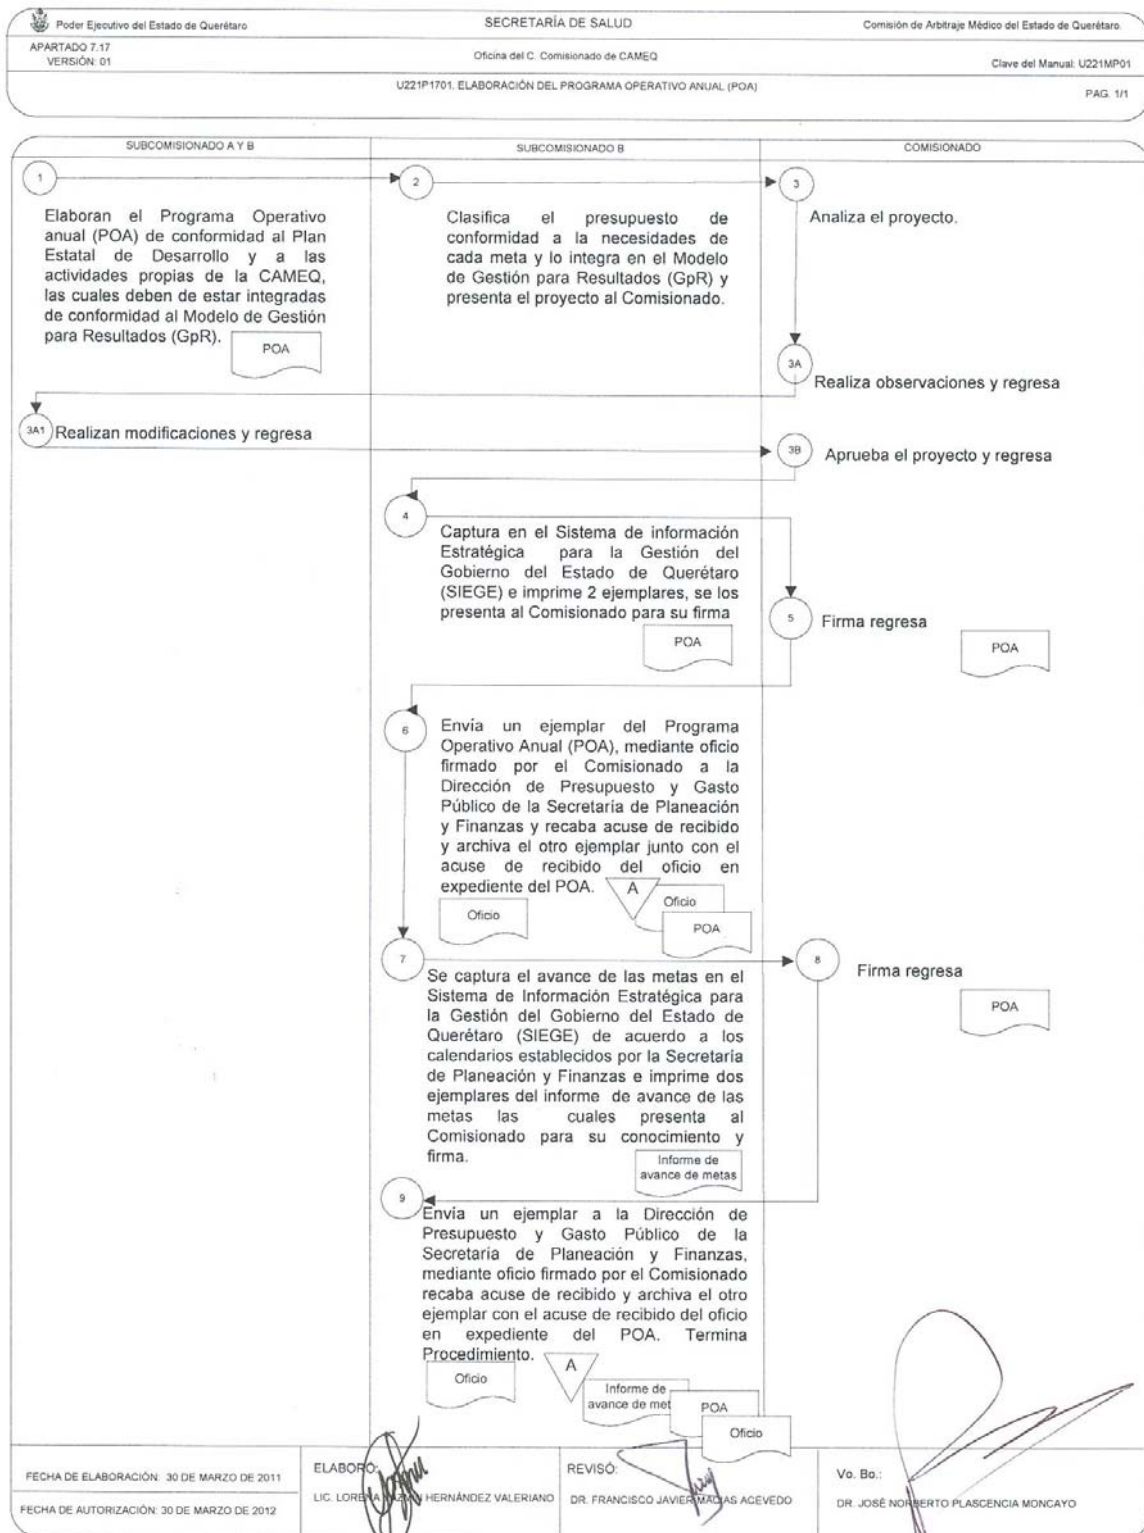 Poder Ejecutivo del Estado de Querétaro
SECRETARÍA DE SALUD
Comisión de Arbitraje Médico del Estado de Querétaro.
APARTADO 7.17
VERSIÓN: 01
Oficina del C. Comisionado de CAMEQ
Clave del Manual: U221MP01
U221P1701. ELABORACIÓN DEL PROGRAMA OPERATIVO ANUAL (POA)
PAG. 1/1
SUBCOMISIONADO A Y B
SUBCOMISIONADO B
COMISIONADO
1
2
3
Elaboran el Programa Operativo
anual (POA) de conformidad al Plan
Estatal de Desarrollo y a las
actividades propias de la CAMEQ,
las cuales deben de estar integradas
de conformidad al Modelo de Gestión
para Resultados (GpR).
POA
Clasifica el presupuesto de
conformidad a la necesidades de
cada meta y lo integra en el Modelo
de Gestión para Resultados (GpR) y
presenta el proyecto al Comisionado.
Analiza el proyecto.
3A
Realiza observaciones y regresa
3A1
Realizan modificaciones y regresa
3B
Aprueba el proyecto y regresa
4
Captura en el Sistema de información
Estratégica para la Gestión del
Gobierno del Estado de Querétaro
(SIEGE) e imprime 2 ejemplares, se los
presenta al Comisionado para su firma
POA
5
Firma regresa
POA
6
Envía un ejemplar del Programa
Operativo Anual (POA), mediante oficio
firmado por el Comisionado a la
Dirección de Presupuesto y Gasto
Público de la Secretaría de Planeación
y Finanzas y recaba acuse de recibido
y archiva el otro ejemplar junto con el
acuse de recibido del oficio en
expediente del POA.
A
Oficio
Oficio
POA
7
Se captura el avance de las metas en el
Sistema de Información Estratégica para
la Gestión del Gobierno del Estado de
Querétaro (SIEGE) de acuerdo a los
calendarios establecidos por la Secretaría
de Planeación y Finanzas e imprime dos
ejemplares del informe de avance de las
metas las cuales presenta al
Comisionado para su conocimiento y
firma.
Informe de
avance de metas
8
Firma regresa
POA
9
Envía un ejemplar a la Dirección de
Presupuesto y Gasto Público de la
Secretaría de Planeación y Finanzas,
mediante oficio firmado por el Comisionado
recaba acuse de recibido y archiva el otro
ejemplar con el acuse de recibido del oficio
en expediente del POA. Termina
Procedimiento.
Oficio
A
Informe de
avance de met
POA
Oficio
FECHA DE ELABORACIÓN: 30 DE MARZO DE 2011
FECHA DE AUTORIZACIÓN: 30 DE MARZO DE 2012
ELABORÓ:
LIC. LORENA YAZMIN HERNÁNDEZ VALERIANO
REVISÓ:
DR. FRANCISCO JAVIER MACIAS ACEVEDO
Vo. Bo.:
DR. JOSÉ NORBERTO PLASCENCIA MONCAYO